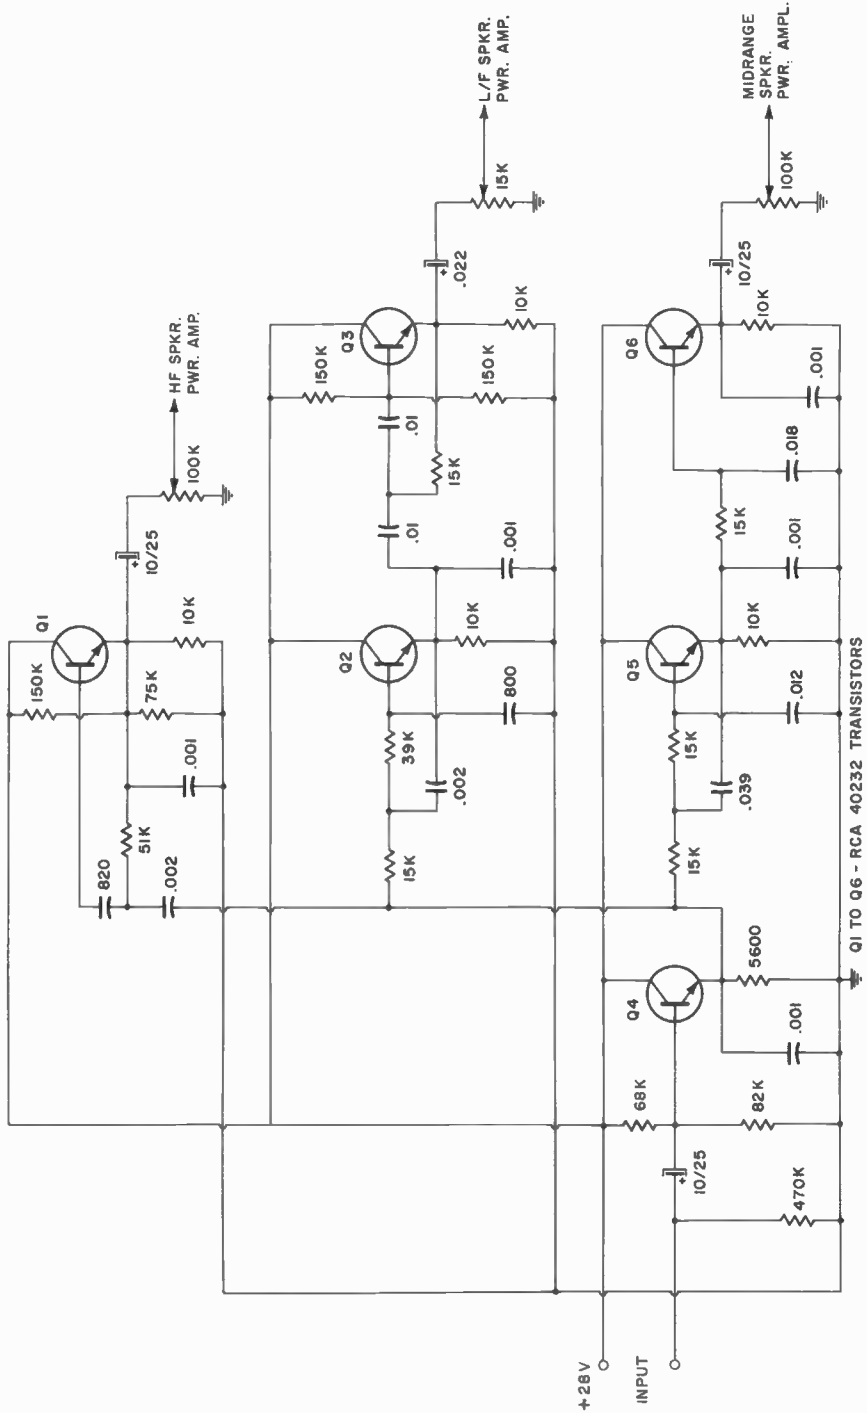 Q1
150K
HF SPKR.
PWR. AMP.
100K
10/25
+
10K
75K
.001
51K
820
.002
Q3
150K
L/F SPKR.
PWR. AMP.
15K
.022
+
10K
150K
.01
15K
.01
.001
Q2
10K
800
39K
.002
15K
Q6
MIDRANGE
SPKR.
PWR. AMPL.
100K
10/25
+
10K
.001
.018
15K
.001
Q5
10K
.012
15K
.039
15K
Q4
5600
.001
68K
82K
10/25
+
470K
+28V
INPUT
Q1 TO Q6 - RCA 40232 TRANSISTORS